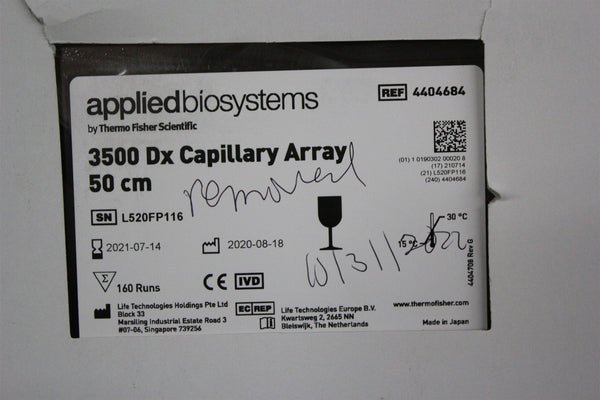 appliedbiosystems
REF 4404684
by Thermo Fisher Scientific
3500 Dx Capillary Array
50 cm
removed
(01) 1 0190302 00020 8
(17) 210714
(21) L520FP116
(240) 4404684
SN L520FP116
2021-07-14
2020-08-18
15 °C
30 °C
10/31/2022
4404708 Rev G
Σ
160 Runs
CE IVD
Life Technologies Holdings Pte Ltd
Block 33
Marsiling Industrial Estate Road 3
#07-06, Singapore 739256
EC REP
Life Technologies Europe B.V.
Kwartsweg 2, 2665 NN
Bleiswijk, The Netherlands
www.thermofisher.com
Made in Japan